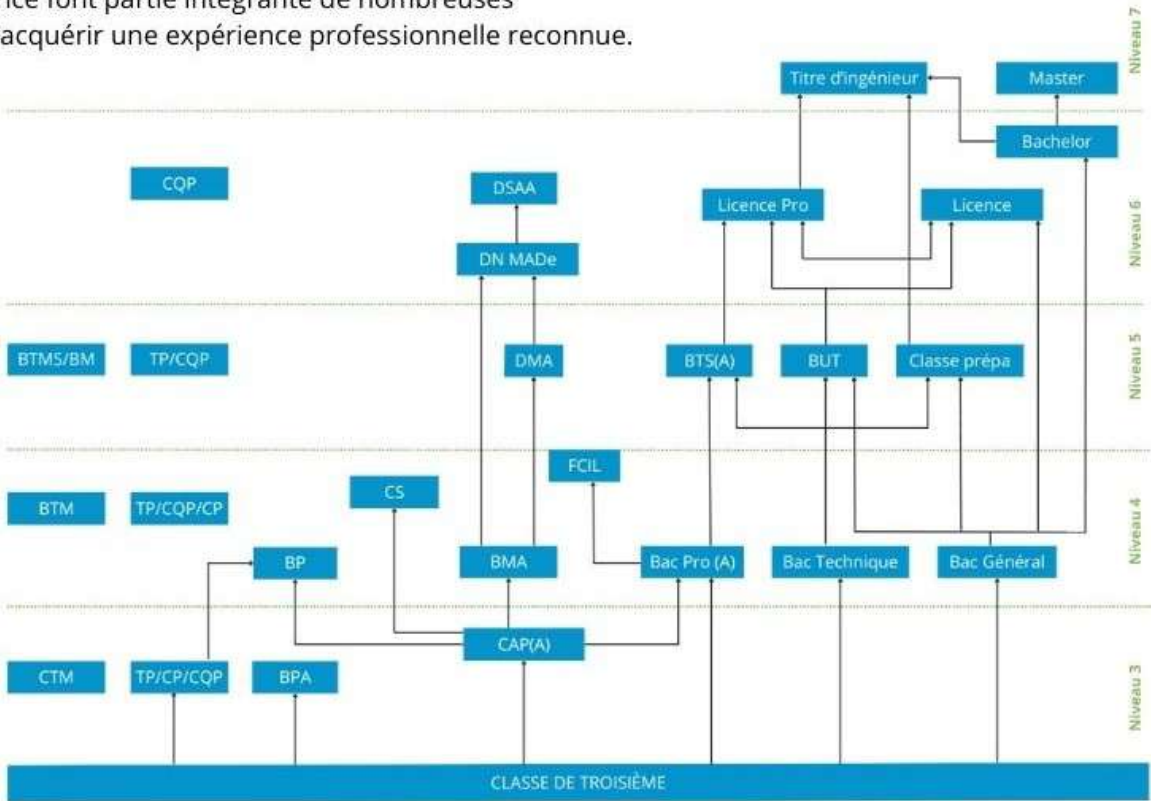 font partie intégrante de nombreuses
acquérir une expérience professionnelle reconnue.
Niveau 7
Titre d'ingénieur
Master
Bachelor
CQP
DSAA
Licence Pro
Licence
Niveau 6
DN MADe
BTMS/BM
TP/CQP
DMA
BTS(A)
BUT
Classe prépa
Niveau 5
FCIL
CS
BTM
TP/CQP/CP
Niveau 4
BP
BMA
Bac Pro (A)
Bac Technique
Bac Général
CAP(A)
CTM
TP/CP/CQP
BPA
Niveau 3
CLASSE DE TROISIÈME